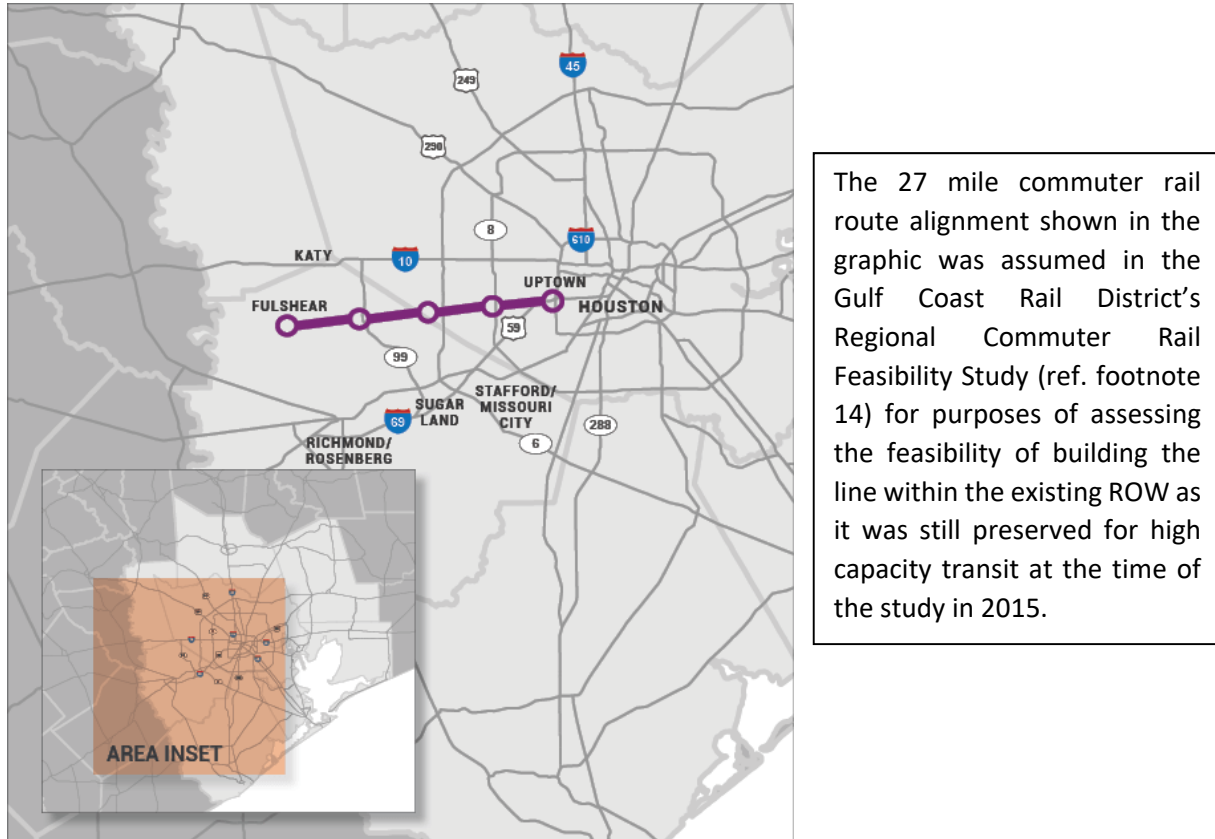 45
249
290
8
610
KATY
10
UPTOWN
FULSHEAR
HOUSTON
59
99
STAFFORD/
MISSOURI
CITY
SUGAR
LAND
69
288
6
RICHMOND/
ROSENBERG
AREA INSET
The 27 mile commuter rail
route alignment shown in the
graphic was assumed in the
Gulf Coast Rail District’s
Regional Commuter Rail
Feasibility Study (ref. footnote
14) for purposes of assessing
the feasibility of building the
line within the existing ROW as
it was still preserved for high
capacity transit at the time of
the study in 2015.